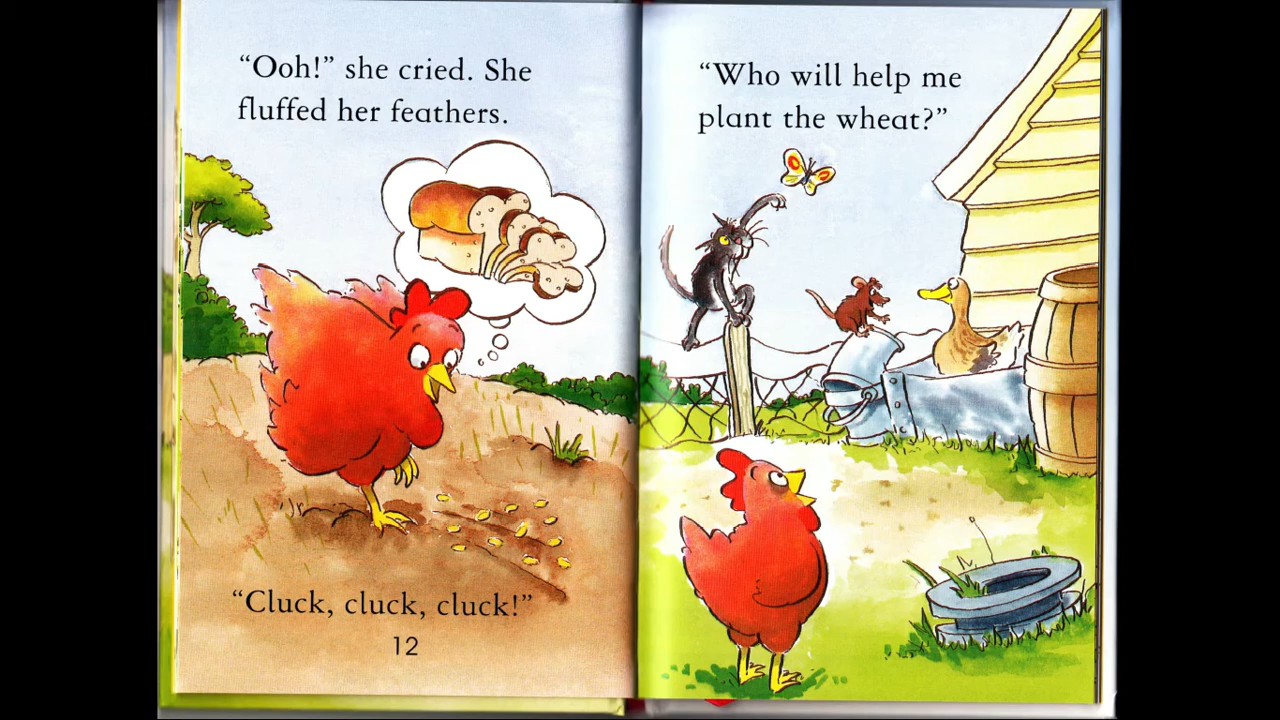 “Ooh!” she cried. She
fluffed her feathers.
“Cluck, cluck, cluck!”
12
“Who will help me
plant the wheat?”